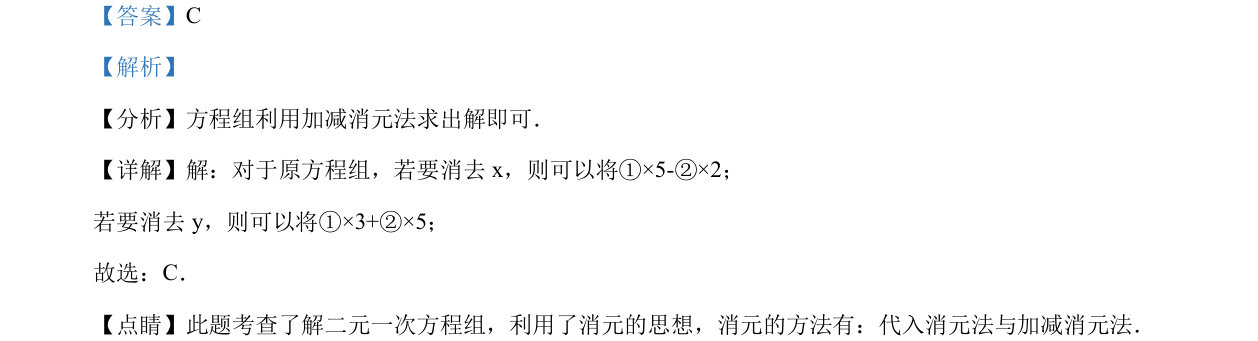 【答案】C
【解析】
【分析】方程组利用加减消元法求出解即可．
【详解】解：对于原方程组，若要消去 x，则可以将①×5-②×2；
若要消去 y，则可以将①×3+②×5；
故选：C．
【点睛】此题考查了解二元一次方程组，利用了消元的思想，消元的方法有：代入消元法与加减消元法．